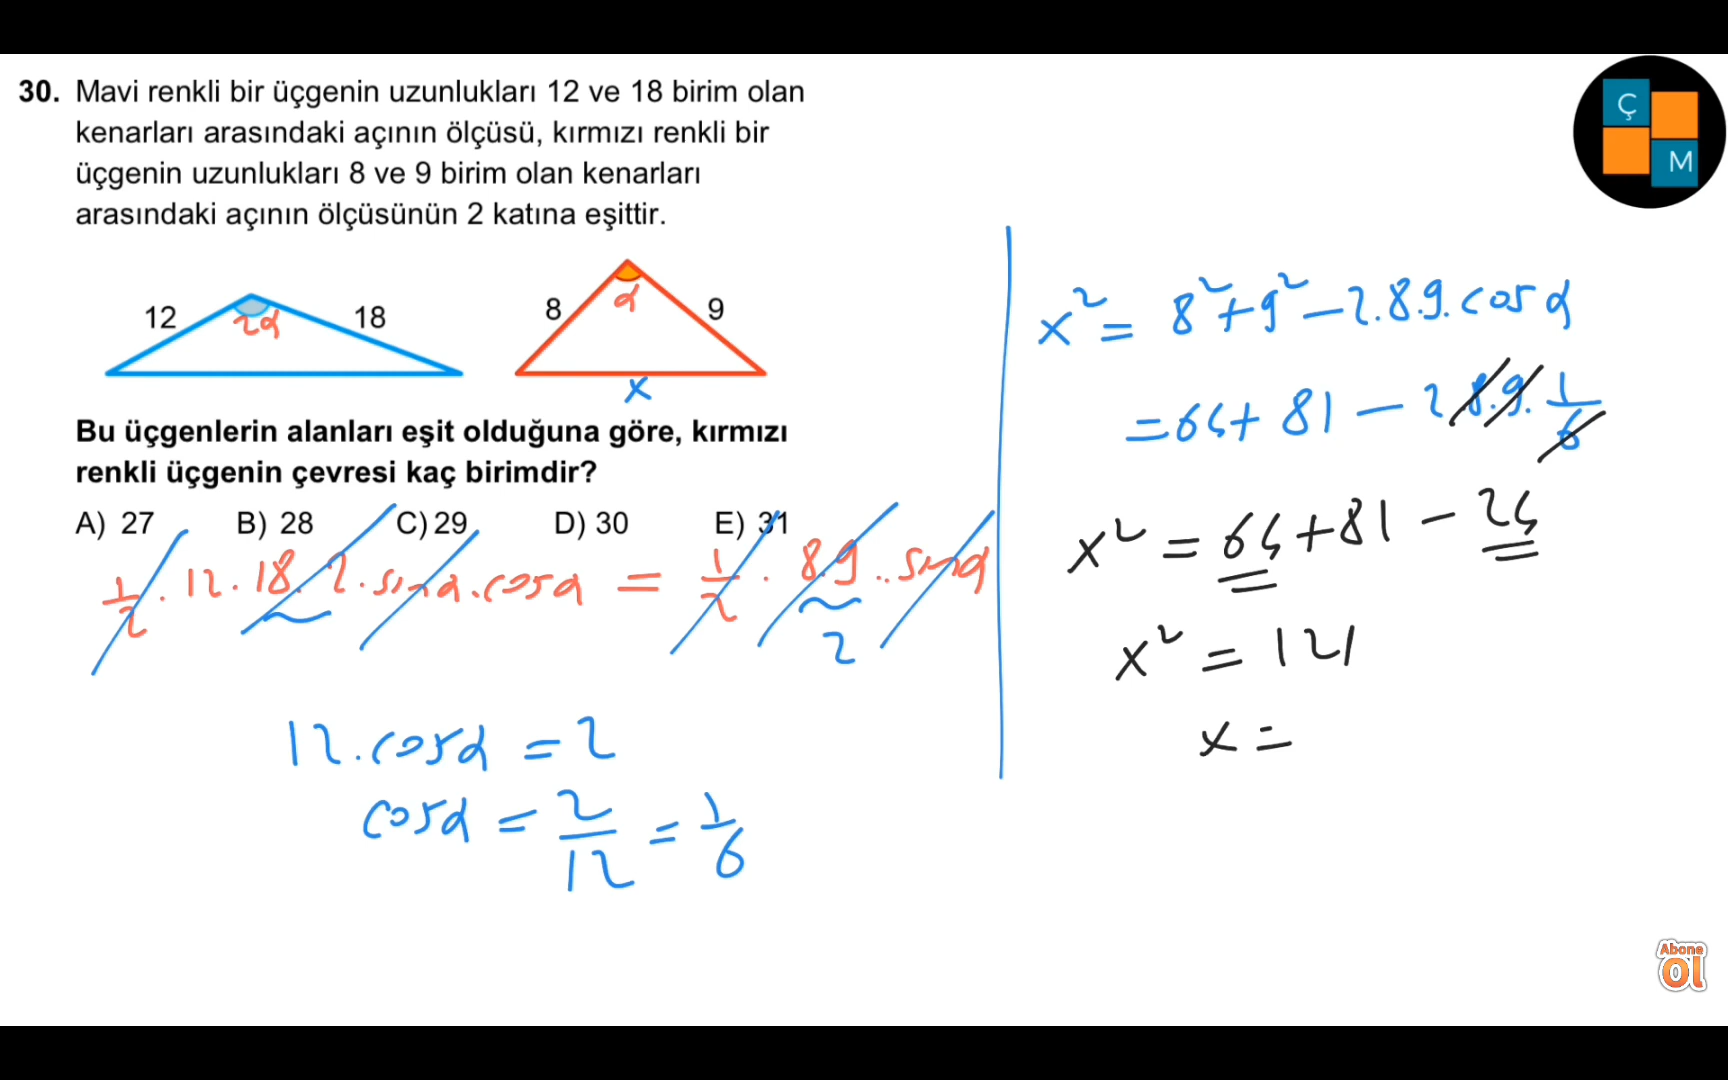 30. Mavi renkli bir üçgenin uzunlukları 12 ve 18 birim olan
kenarları arasındaki açının ölçüsü, kırmızı renkli bir
üçgenin uzunlukları 8 ve 9 birim olan kenarları
arasındaki açının ölçüsünün 2 katına eşittir.
12 2α 18
8 α 9
x
Bu üçgenlerin alanları eşit olduğuna göre, kırmızı
renkli üçgenin çevresi kaç birimdir?
A) 27 B) 28 C) 29 D) 30 E) 31
1/2 . 12 . 18 . 2 . sinα . cosα = 1/2 . 8.9 . . sinα
2
12 . cosα = 2
cosα = 2/12 = 1/6
x² = 8² + 9² - 2.8.9. cosα
= 64 + 81 - 2.8.9. 1/6
x² = 64 + 81 - 24
x² = 121
x =
Ç
M
Abone
Ol